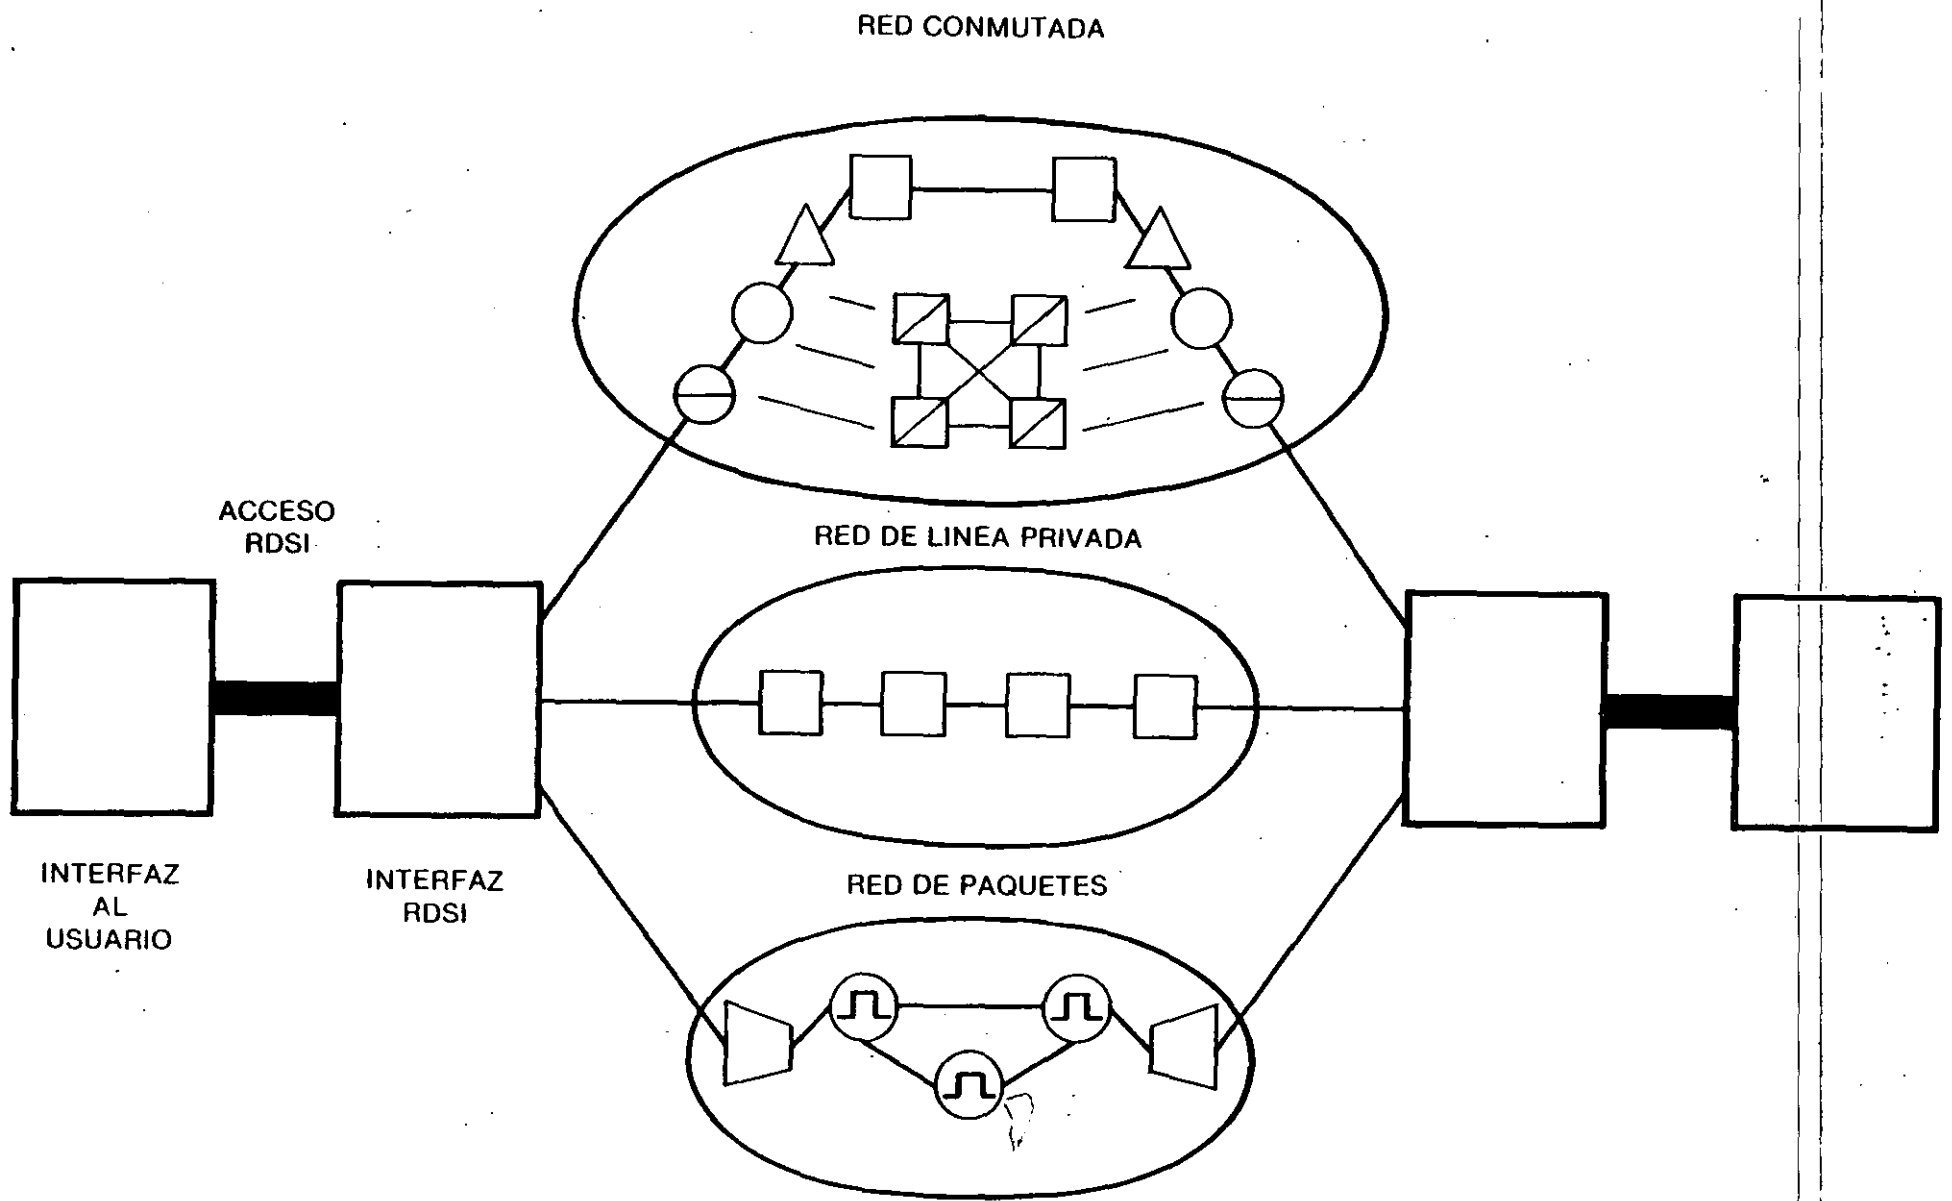 RED CONMUTADA
ACCESO
RDSI
RED DE LINEA PRIVADA
INTERFAZ
AL
USUARIO
INTERFAZ
RDSI
RED DE PAQUETES